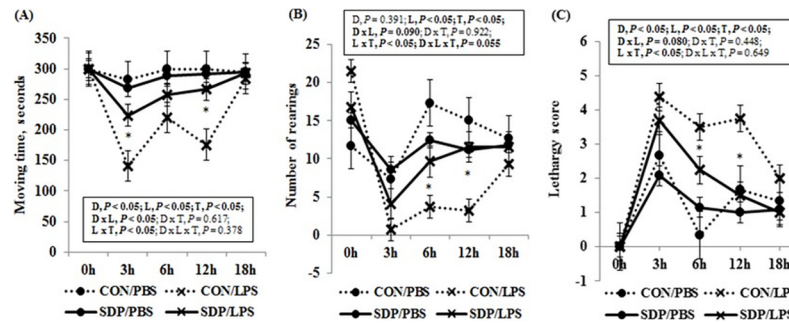 (A)
Moving time, seconds
350
300
250
200
150
100
50
0
D, P<0.05; L, P<0.05; T, P<0.05;
D x L, P<0.05; D x T, P= 0.617;
L x T, P<0.05; D x L x T, P= 0.378
0h 3h 6h 12h 18h
CON/PBS CON/LPS
SDP/PBS SDP/LPS
(B)
Number of rearings
D, P= 0.391; L, P<0.05; T, P<0.05;
D x L, P= 0.090; D x T, P= 0.922;
L x T, P<0.05; D x L x T, P= 0.055
25
20
15
10
5
0
-5
0h 3h 6h 12h 18h
CON/PBS CON/LPS
SDP/PBS SDP/LPS
(C)
Lethargy score
D, P<0.05; L, P<0.05; T, P<0.05;
D x L, P= 0.080; D x T, P= 0.448;
L x T, P<0.05; D x L x T, P= 0.649
6
5
4
3
2
1
0
-1
0h 3h 6h 12h 18h
CON/PBS CON/LPS
SDP/PBS SDP/LPS